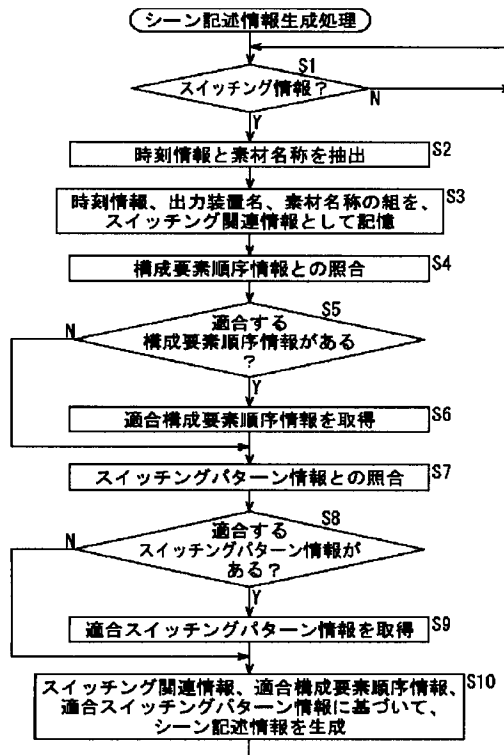 シーン記述情報生成処理
S1
スイッチング情報？
N
Y
時刻情報と素材名称を抽出
S2
時刻情報、出力装置名、素材名称の組を、
スイッチング関連情報として記憶
S3
構成要素順序情報との照合
S4
S5
適合する
構成要素順序情報がある
？
N
Y
適合構成要素順序情報を取得
S6
スイッチングパターン情報との照合
S7
S8
適合する
スイッチングパターン情報が
ある？
N
Y
適合スイッチングパターン情報を取得
S9
スイッチング関連情報、適合構成要素順序情報、
適合スイッチングパターン情報に基づいて、
シーン記述情報を生成
S10